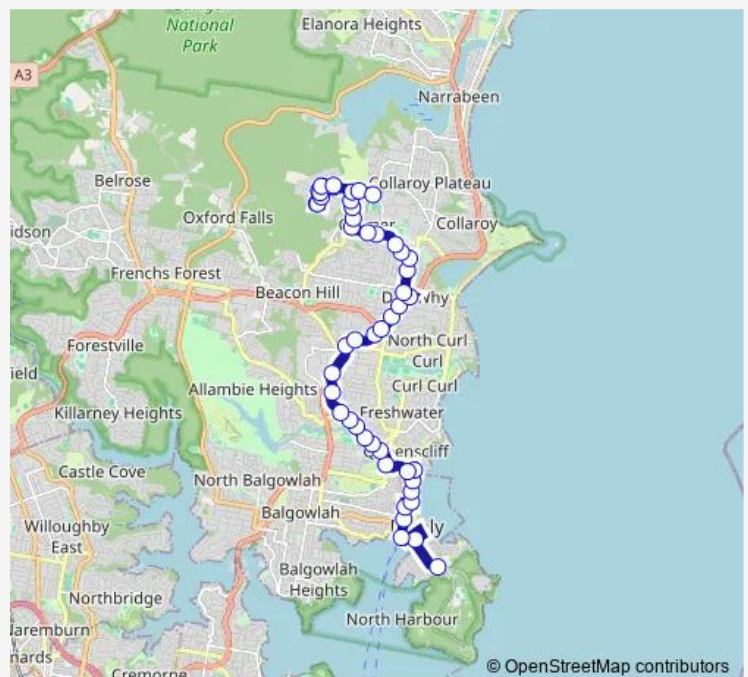 Elanora Heights
National
Park
A3
Narrabeen
Belrose
Collaroy Plateau
Oxford Falls
Collaroy
idson
Frenchs Forest
Beacon Hill
Forestville
North Curl
Curl
ield
Allambie Heights
Curl Curl
Killarney Heights
Freshwater
enscliff
Castle Cove
North Balgowlah
Willoughby
East
Balgowlah
Balgowlah
Heights
Northbridge
North Harbour
Naremburn
nards
Cremorne
© OpenStreetMap contributors